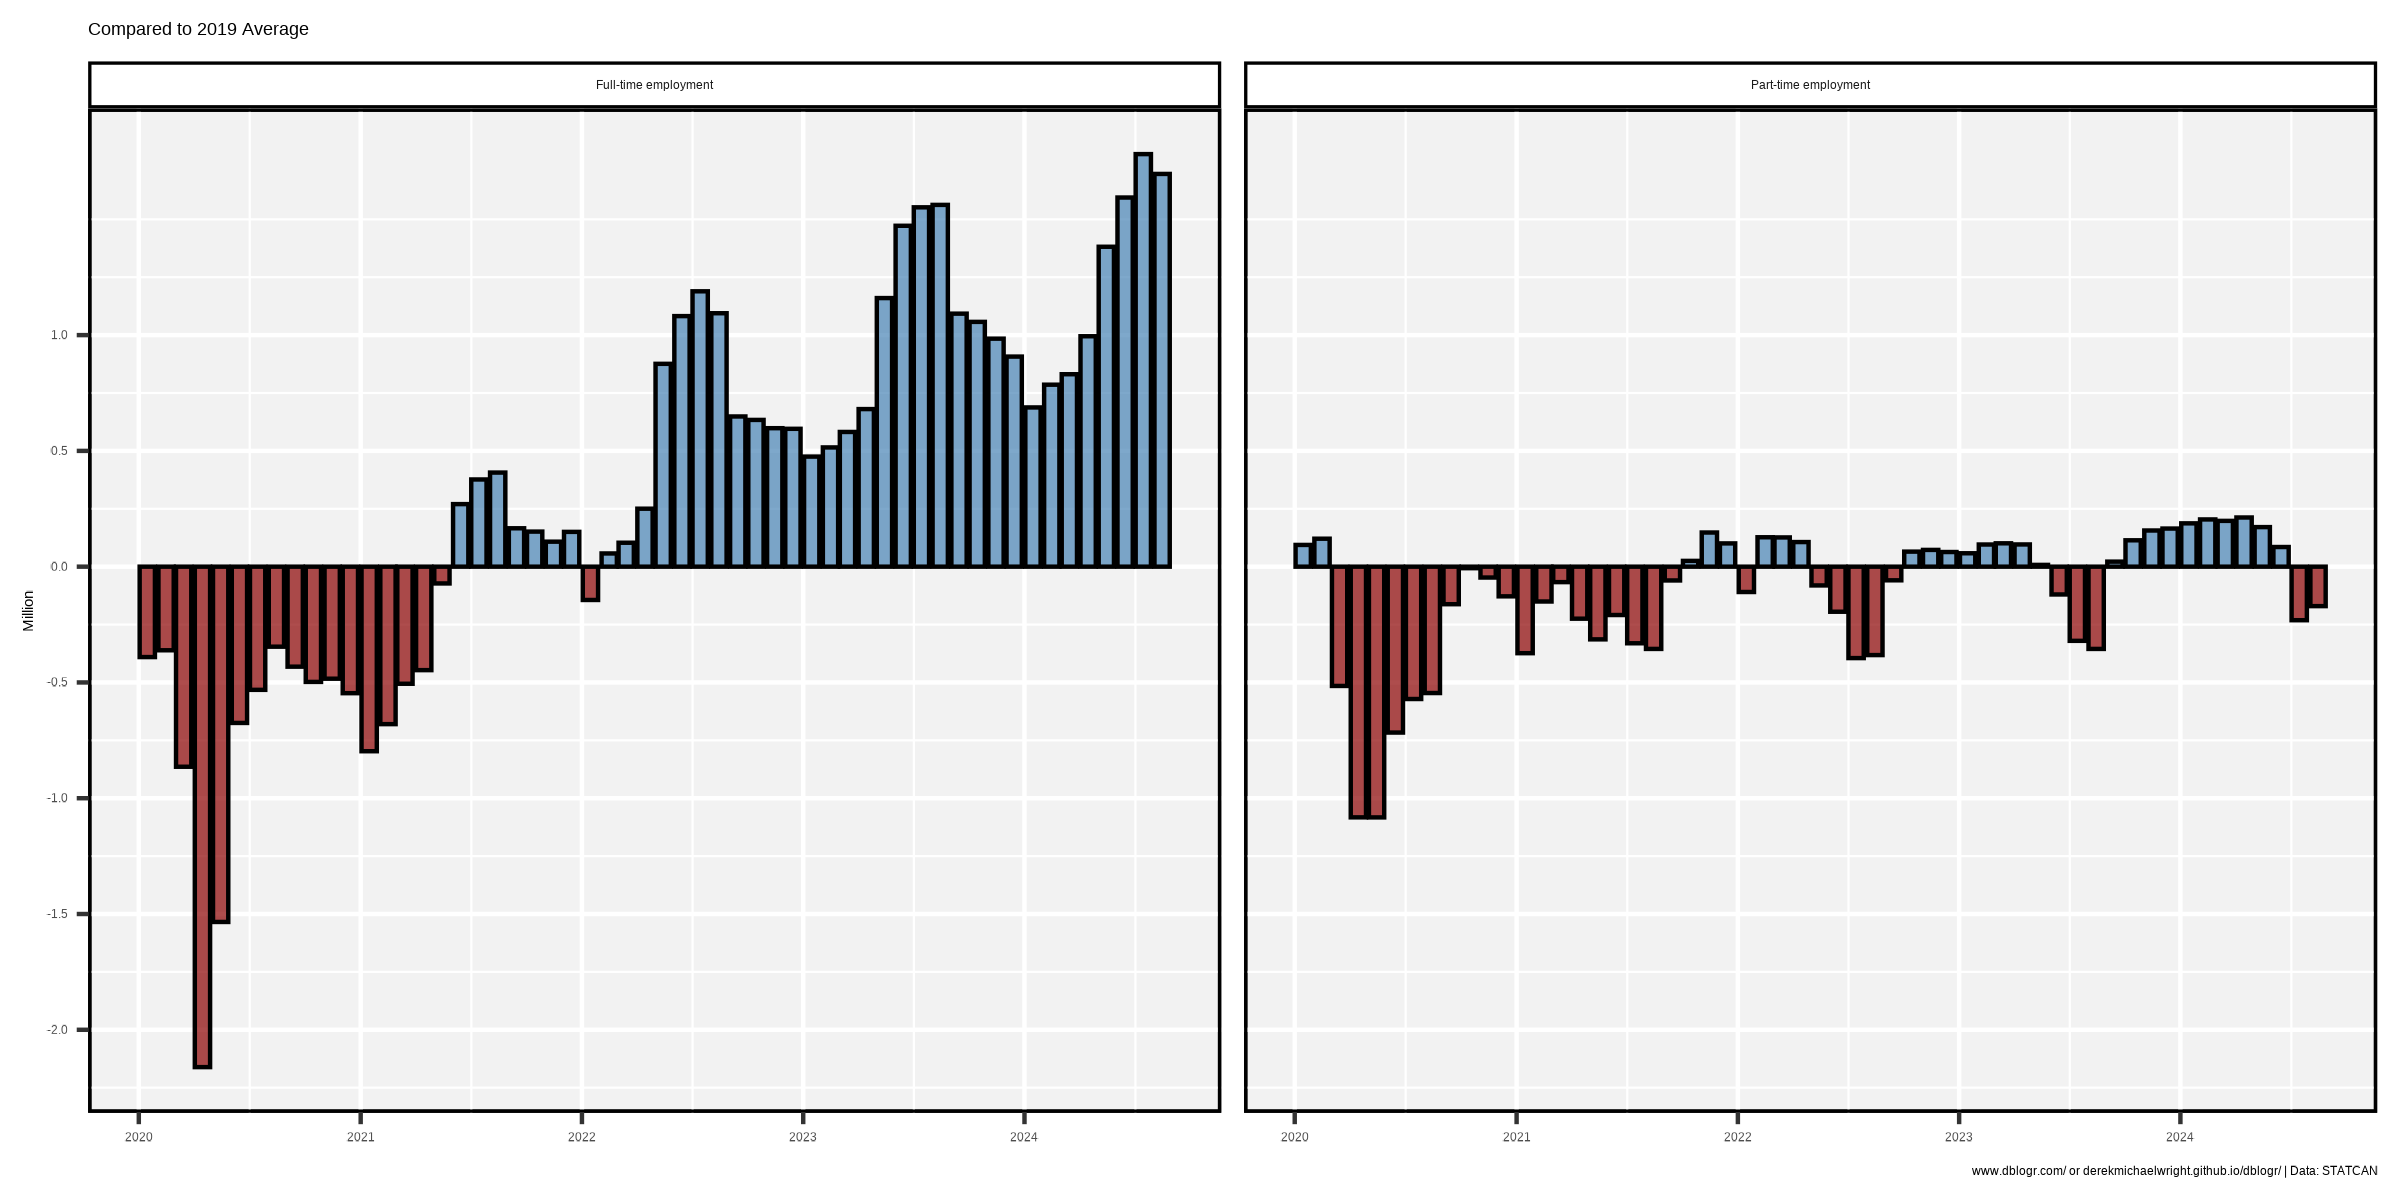 Compared to 2019 Average
Full-time employment
Part-time employment
Million
1.0
0.5
0.0
-0.5
-1.0
-1.5
-2.0
2020 2021 2022 2023 2024
2020 2021 2022 2023 2024
www.dblogr.com/ or derekmichaelwright.github.io/dblogr/ | Data: STATCAN